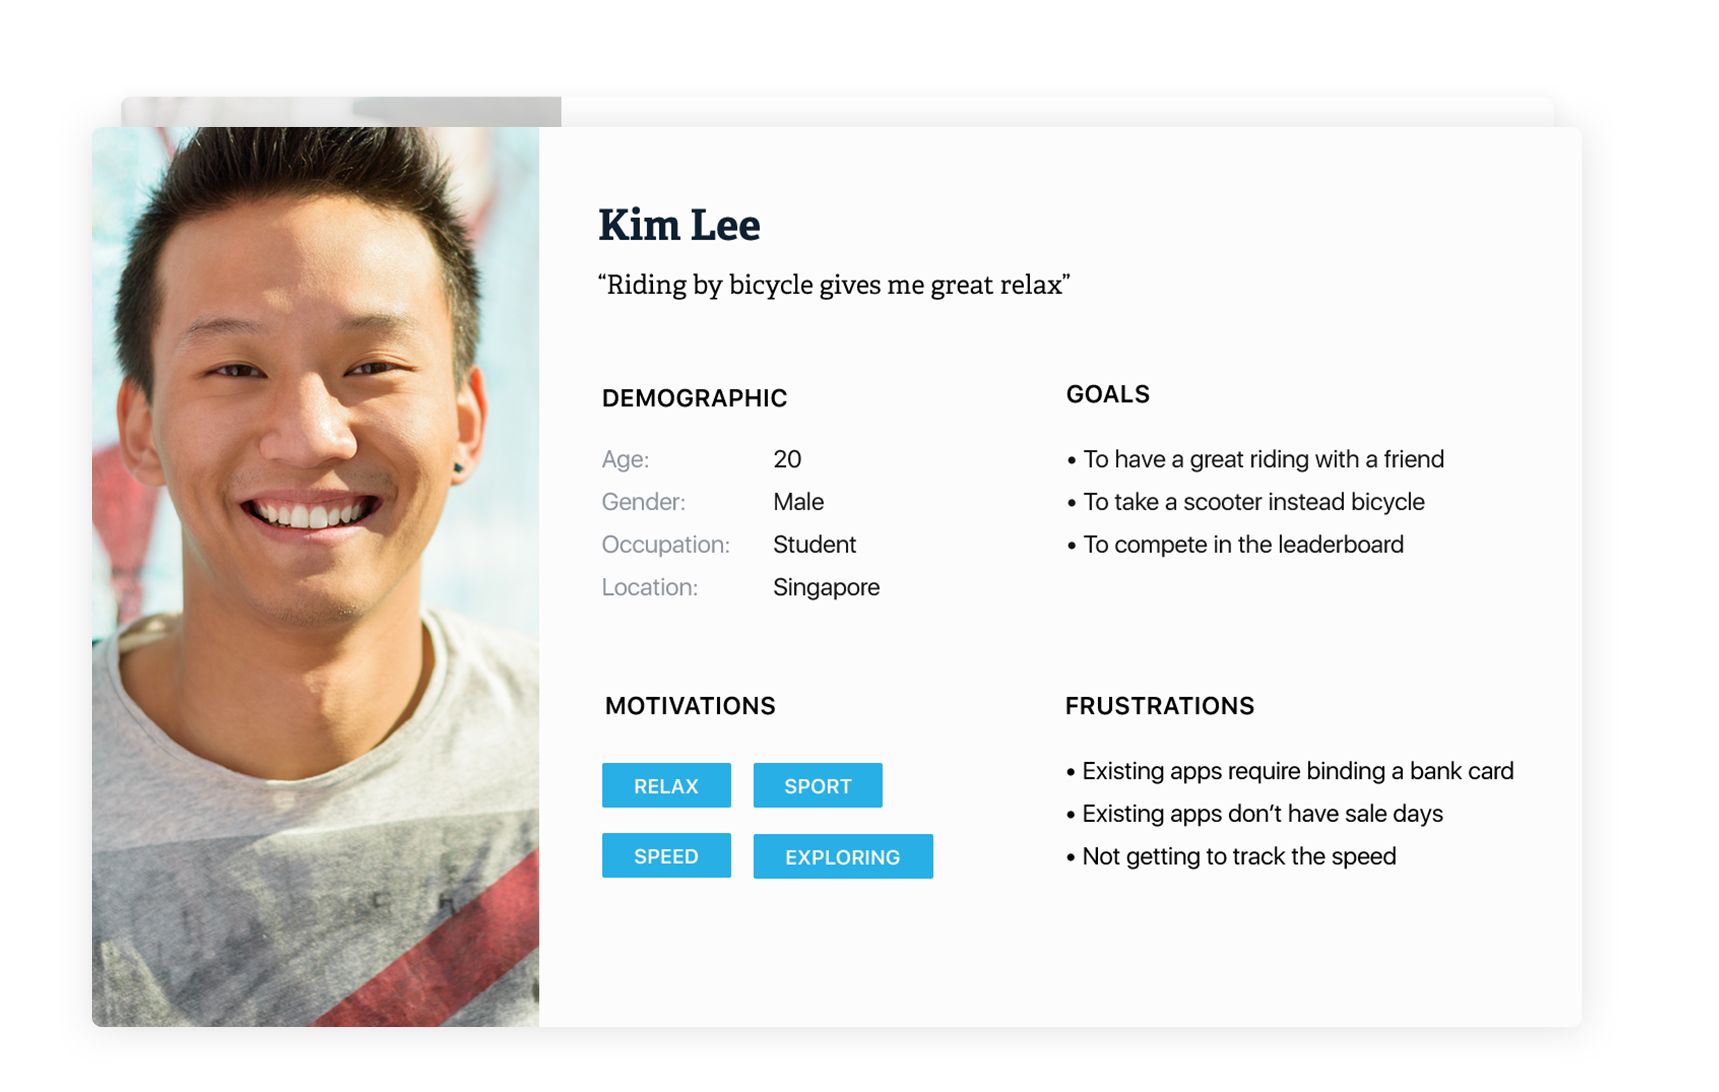 Kim Lee
“Riding by bicycle gives me great relax”
DEMOGRAPHIC
Age: 20
Gender: Male
Occupation: Student
Location: Singapore
GOALS
• To have a great riding with a friend
• To take a scooter instead bicycle
• To compete in the leaderboard
MOTIVATIONS
RELAX SPORT
SPEED EXPLORING
FRUSTRATIONS
• Existing apps require binding a bank card
• Existing apps don’t have sale days
• Not getting to track the speed